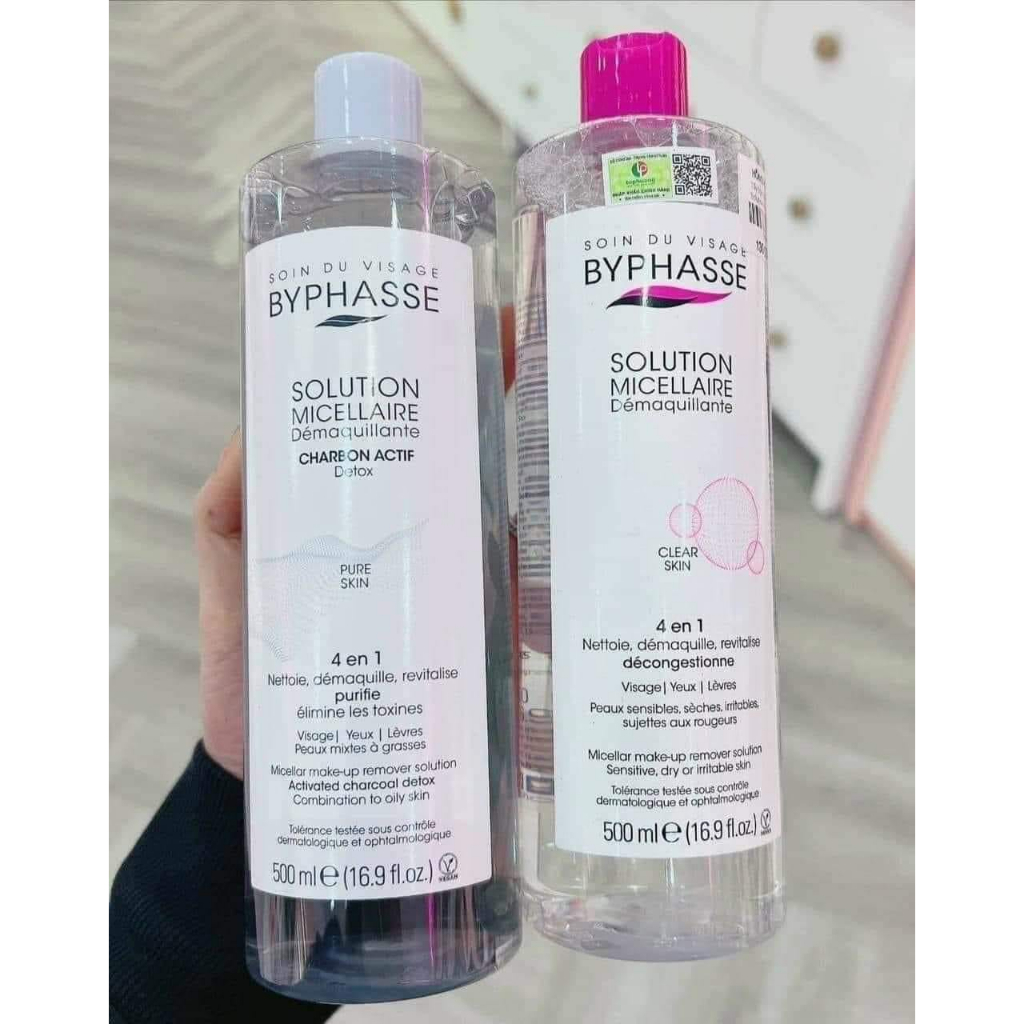 SOIN DU VISAGE
BYPHASSE
SOLUTION
MICELLAIRE
Démaquillante
CHARBON ACTIF
Detox
PURE
SKIN
4 en 1
Nettoie, démaquille, revitalise
purifie
élimine les toxines
Visage| Yeux | Lèvres
Peaux mixtes à grasses
Micellar make-up remover solution
Activated charcoal detox
Combination to oily skin
Tolérance testée sous contrôle
dermatologique et ophtalmologique
500 ml e (16.9 fl.oz.)
VEGAN
SOIN DU VISAGE
BYPHASSE
SOLUTION
MICELLAIRE
Démaquillante
CLEAR
SKIN
4 en 1
Nettoie, démaquille, revitalise
décongestionne
Visage| Yeux | Lèvres
Peaux sensibles, sèches, irritables,
sujettes aux rougeurs
Micellar make-up remover solution
Sensitive, dry or irritable skin
Tolérance testée sous contrôle
dermatologique et ophtalmologique
500 ml e (16.9 fl.oz.)